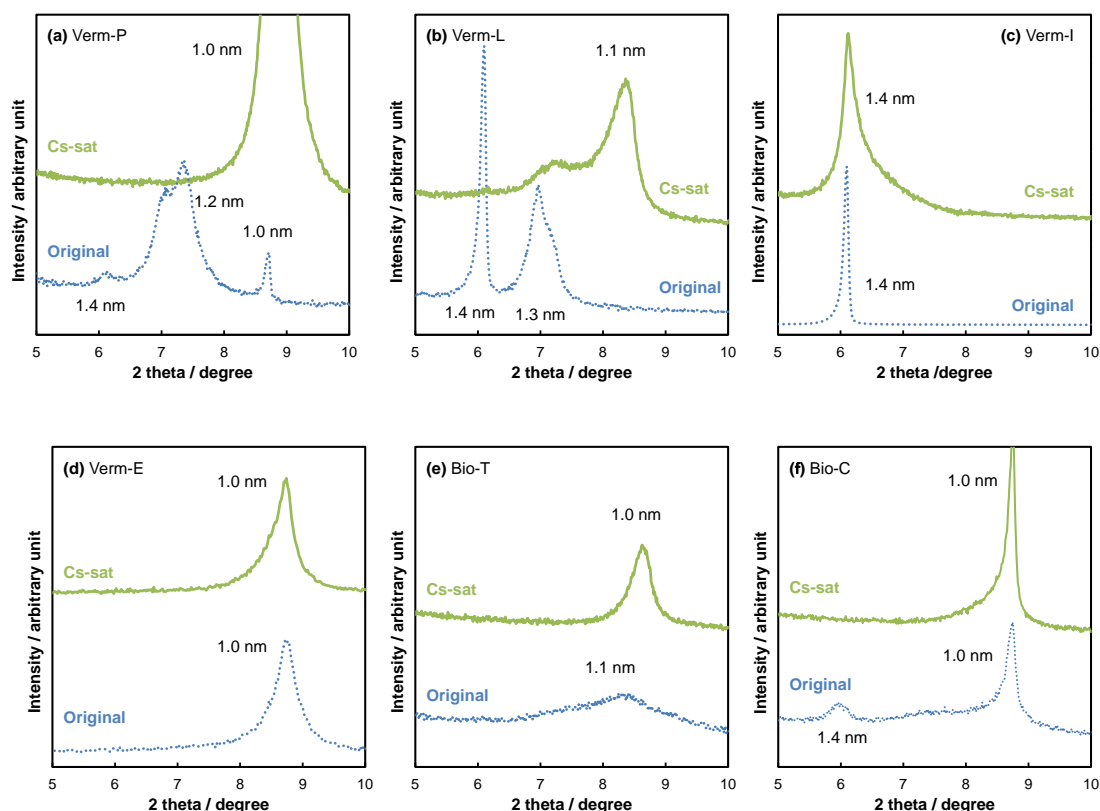 (a) Verm-P
1.0 nm
Cs-sat
1.2 nm
1.0 nm
Original
1.4 nm
Intensity / arbitrary unit
5 6 7 8 9 10
2 theta / degree
(b) Verm-L
1.1 nm
Cs-sat
Original
1.4 nm
1.3 nm
Intensity / arbitrary unit
5 6 7 8 9 10
2 theta / degree
(c) Verm-I
1.4 nm
Cs-sat
1.4 nm
Original
Intensity / arbitrary unit
5 6 7 8 9 10
2 theta /degree
(d) Verm-E
1.0 nm
Cs-sat
1.0 nm
Original
Intensity / arbitrary unit
5 6 7 8 9 10
2 theta / degree
(e) Bio-T
1.0 nm
Cs-sat
1.1 nm
Original
Intensity / arbitrary unit
5 6 7 8 9 10
2 theta / degree
(f) Bio-C
1.0 nm
Cs-sat
1.0 nm
Original
1.4 nm
Intensity / arbitrary unit
5 6 7 8 9 10
2 theta / degree